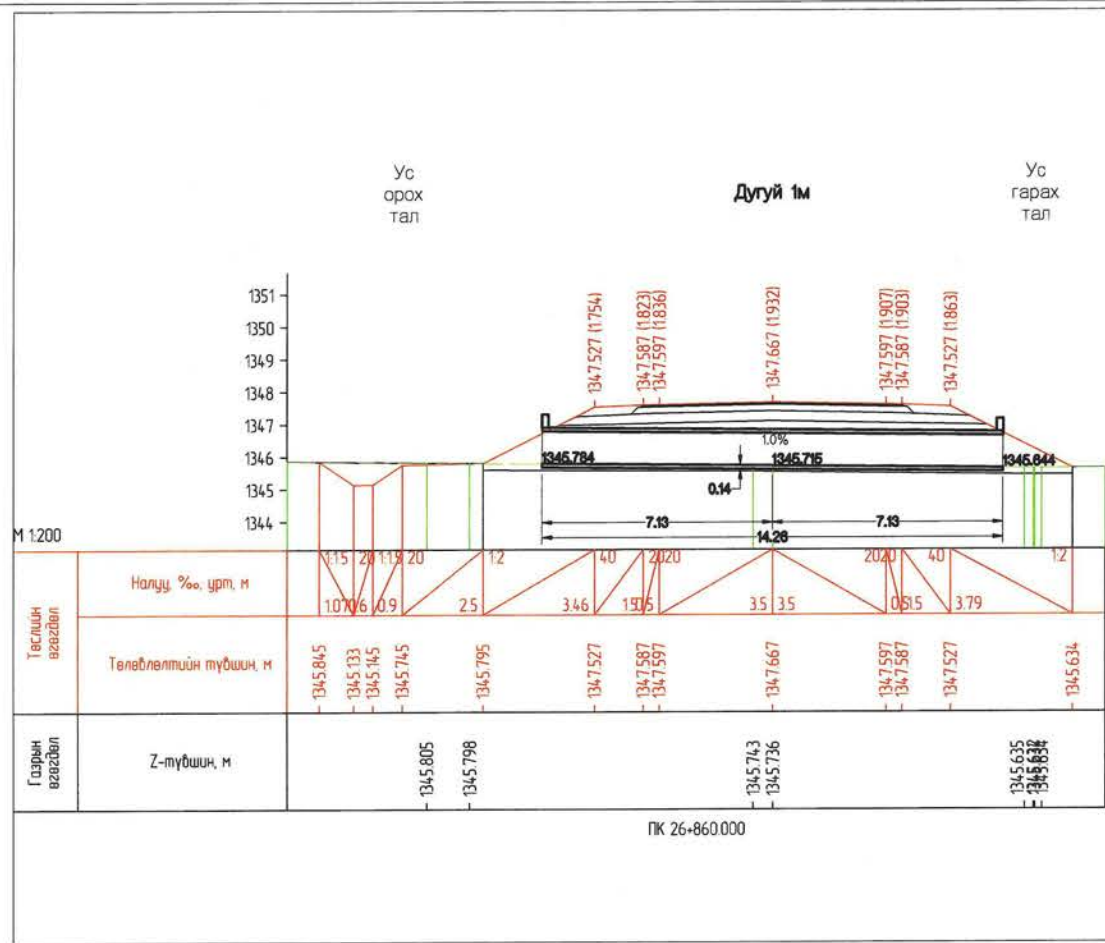 Ус
орох
тал
Дугуй 1м
Ус
гарах
тал
1347.527 (1.754)
1347.587 (1.823)
1347.597 (1.836)
1347.667 (1.932)
1347.597 (1.907)
1347.587 (1.903)
1347.527 (1.863)
1351
1350
1349
1348
1347
1346
1345
1344
1.0%
1345.784
1345.715
1345.644
0.14
7.13
7.13
14.26
М 1:200
Төслийн өгөгдөл
Налуу, ‰, урт, м
1:1.5 20 1:1.5 20 1:2 40 20 20 20 20 40 1:2
1.07 0.6 0.9 2.5 3.46 1.5 0.5 3.5 3.5 0.5 1.5 3.79
Төлөвлөлтийн түвшин, м
1345.845
1345.133
1345.145
1345.745
1345.795
1347.527
1347.587
1347.597
1347.667
1347.597
1347.587
1347.527
1345.634
Газрын өгөгдөл
Z-түвшин, м
1345.805
1345.798
1345.743
1345.736
1345.635
1345.634
ПК 26+860.000